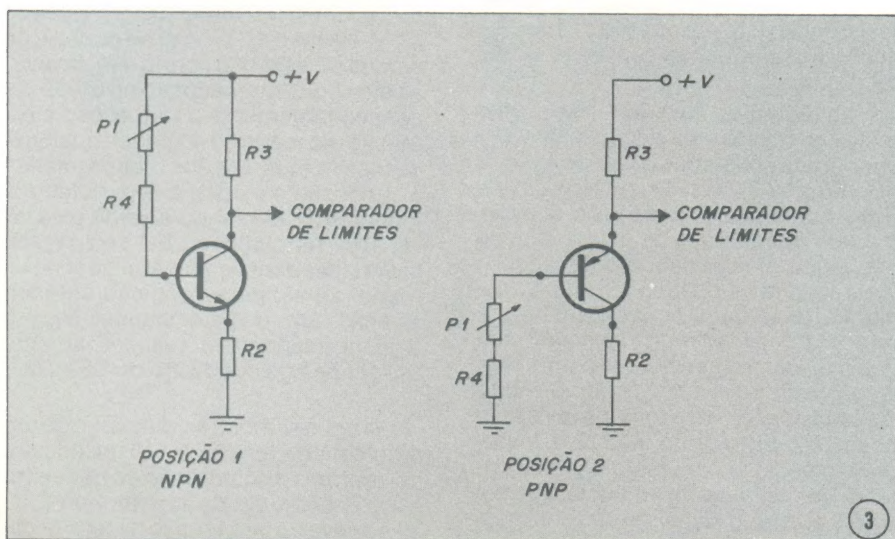 +V
P1
R3
R4
COMPARADOR
DE LIMITES
R2
POSIÇÃO 1
NPN
+V
R3
COMPARADOR
DE LIMITES
P1
R4
R2
POSIÇÃO 2
PNP
3